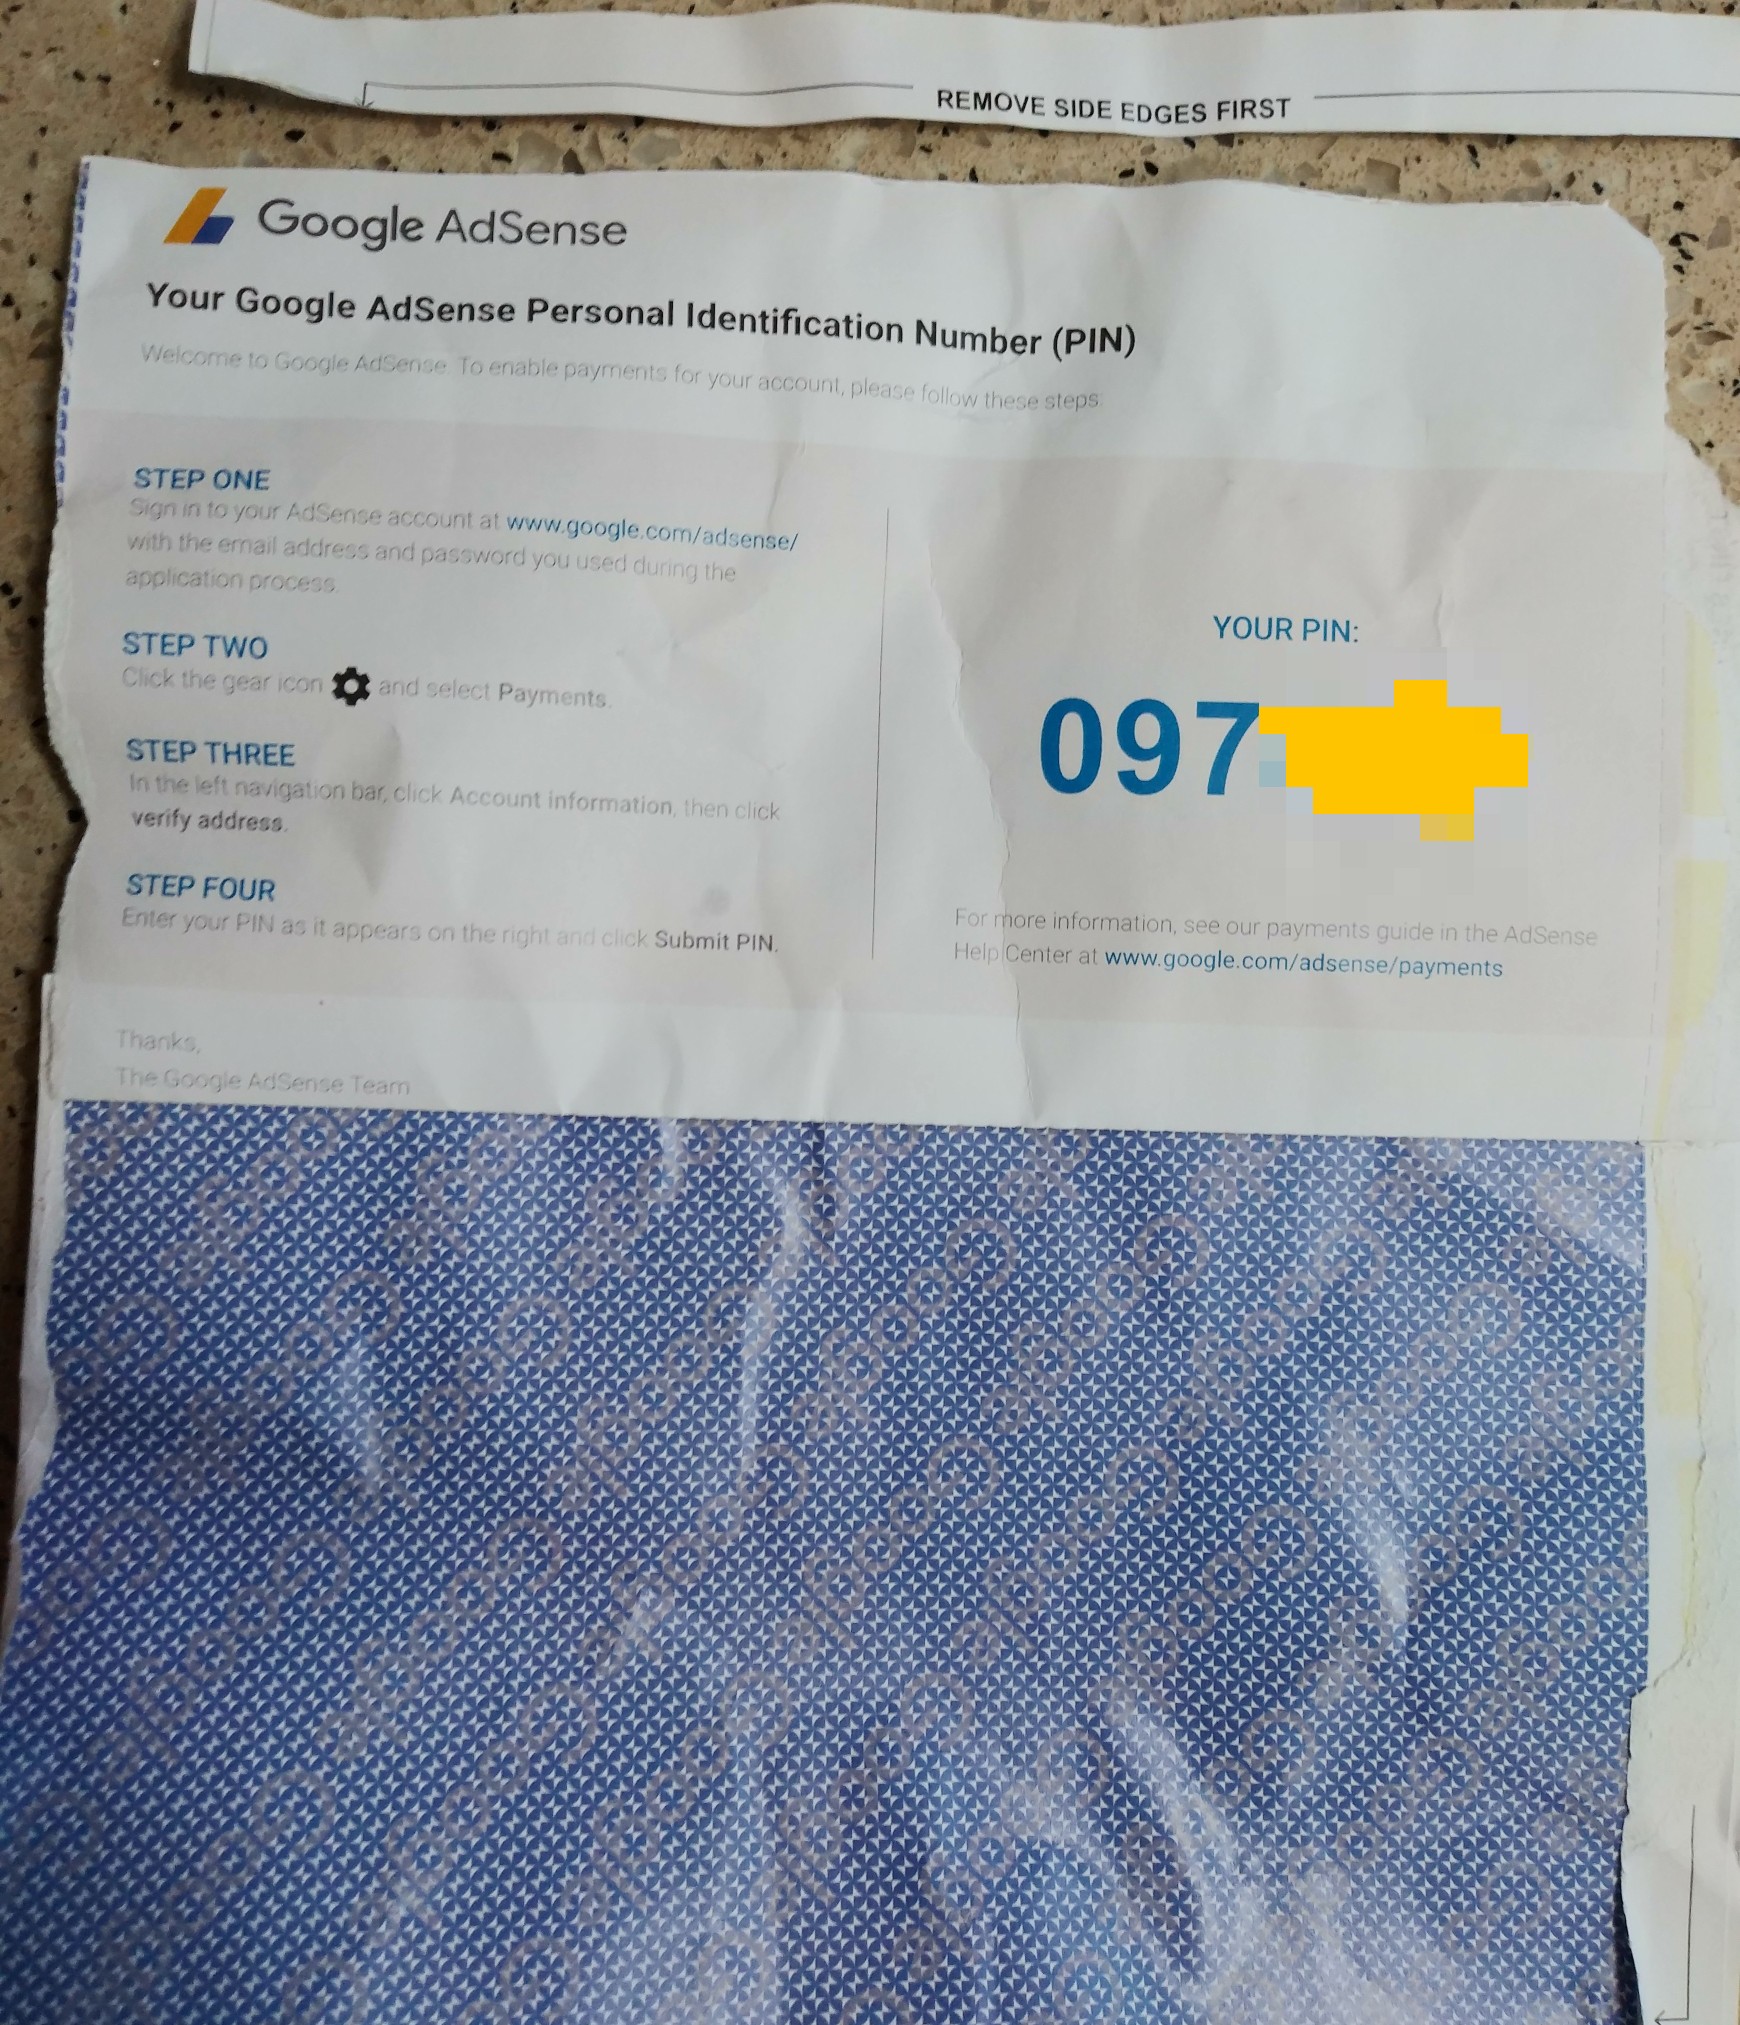 REMOVE SIDE EDGES FIRST
Google AdSense
Your Google AdSense Personal Identification Number (PIN)
Welcome to Google AdSense. To enable payments for your account, please follow these steps:
STEP ONE
Sign in to your AdSense account at www.google.com/adsense/
with the email address and password you used during the
application process.
STEP TWO
Click the gear icon and select Payments.
STEP THREE
In the left navigation bar, click Account information, then click
verify address.
STEP FOUR
Enter your PIN as it appears on the right and click Submit PIN.
YOUR PIN:
097
For more information, see our payments guide in the AdSense
Help Center at www.google.com/adsense/payments
Thanks,
The Google AdSense Team